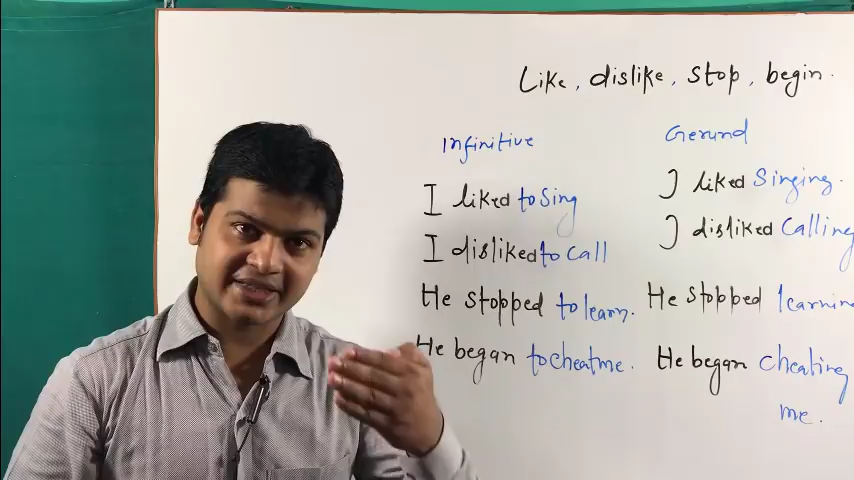 Like, dislike, stop, begin.
Infinitive
Gerund
I liked to sing
I liked Singing.
I disliked to call
I disliked Calling
He stopped to learn.
He stopped learning
He began to cheat me.
He began cheating
me.